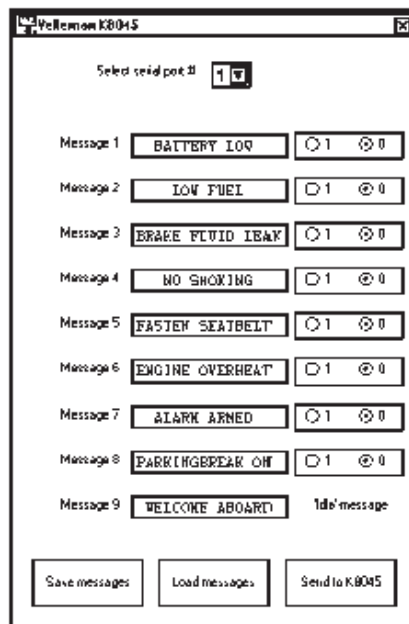 Velleman K8045
Select serial port # 1
Message 1 BATTERY LOW 1 0
Message 2 LOW FUEL 1 0
Message 3 BRAKE FLUID LEAK 1 0
Message 4 NO SMOKING 1 0
Message 5 FASTEN SEATBELT 1 0
Message 6 ENGINE OVERHEAT 1 0
Message 7 ALARM ARMED 1 0
Message 8 PARKINGBREAK ON 1 0
Message 9 WELCOME ABOARD 'Idle' message
Save messages Load messages Send to K8045